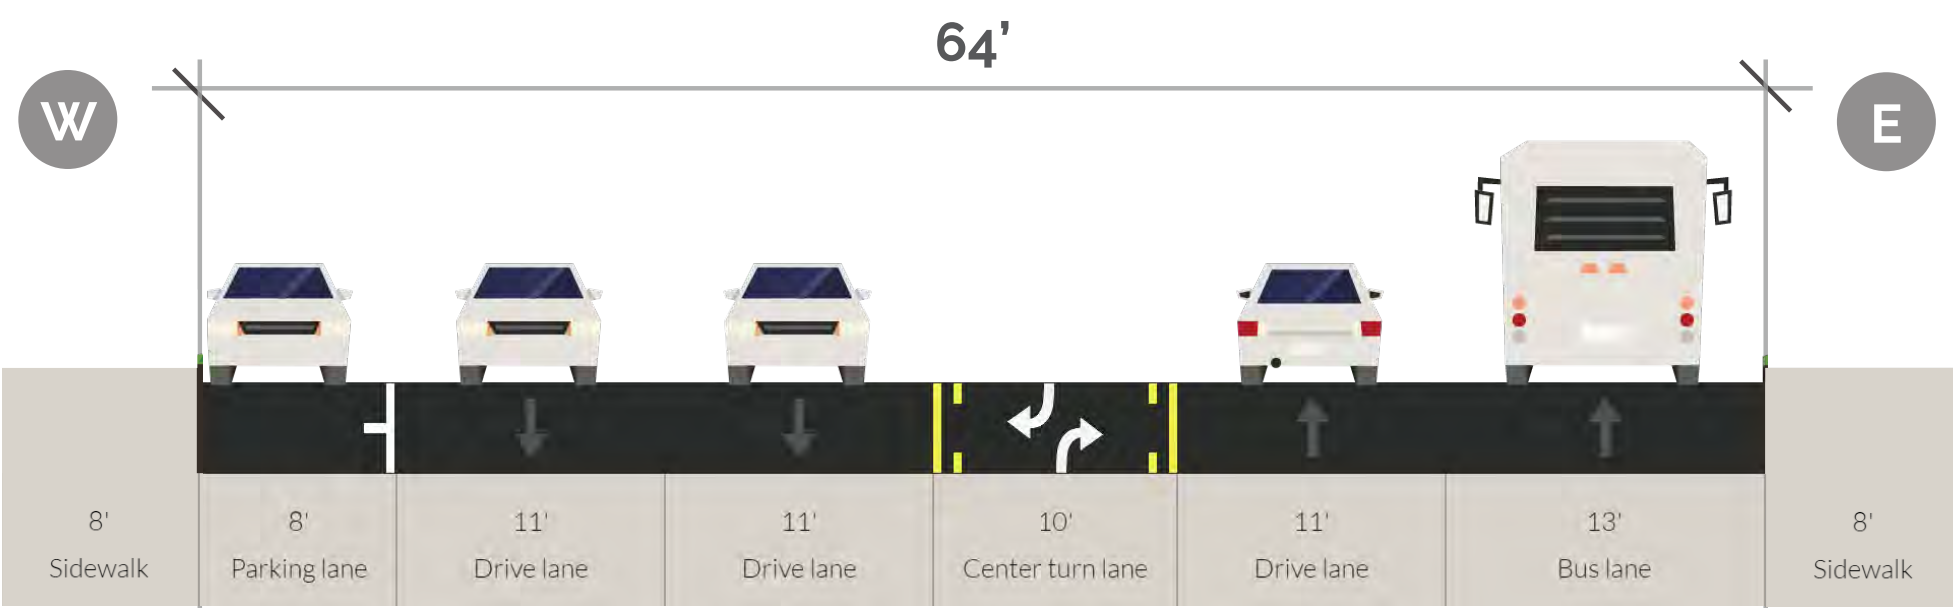 64’
W
E
8'
Sidewalk
8'
Parking lane
11'
Drive lane
11'
Drive lane
10'
Center turn lane
11'
Drive lane
13'
Bus lane
8'
Sidewalk